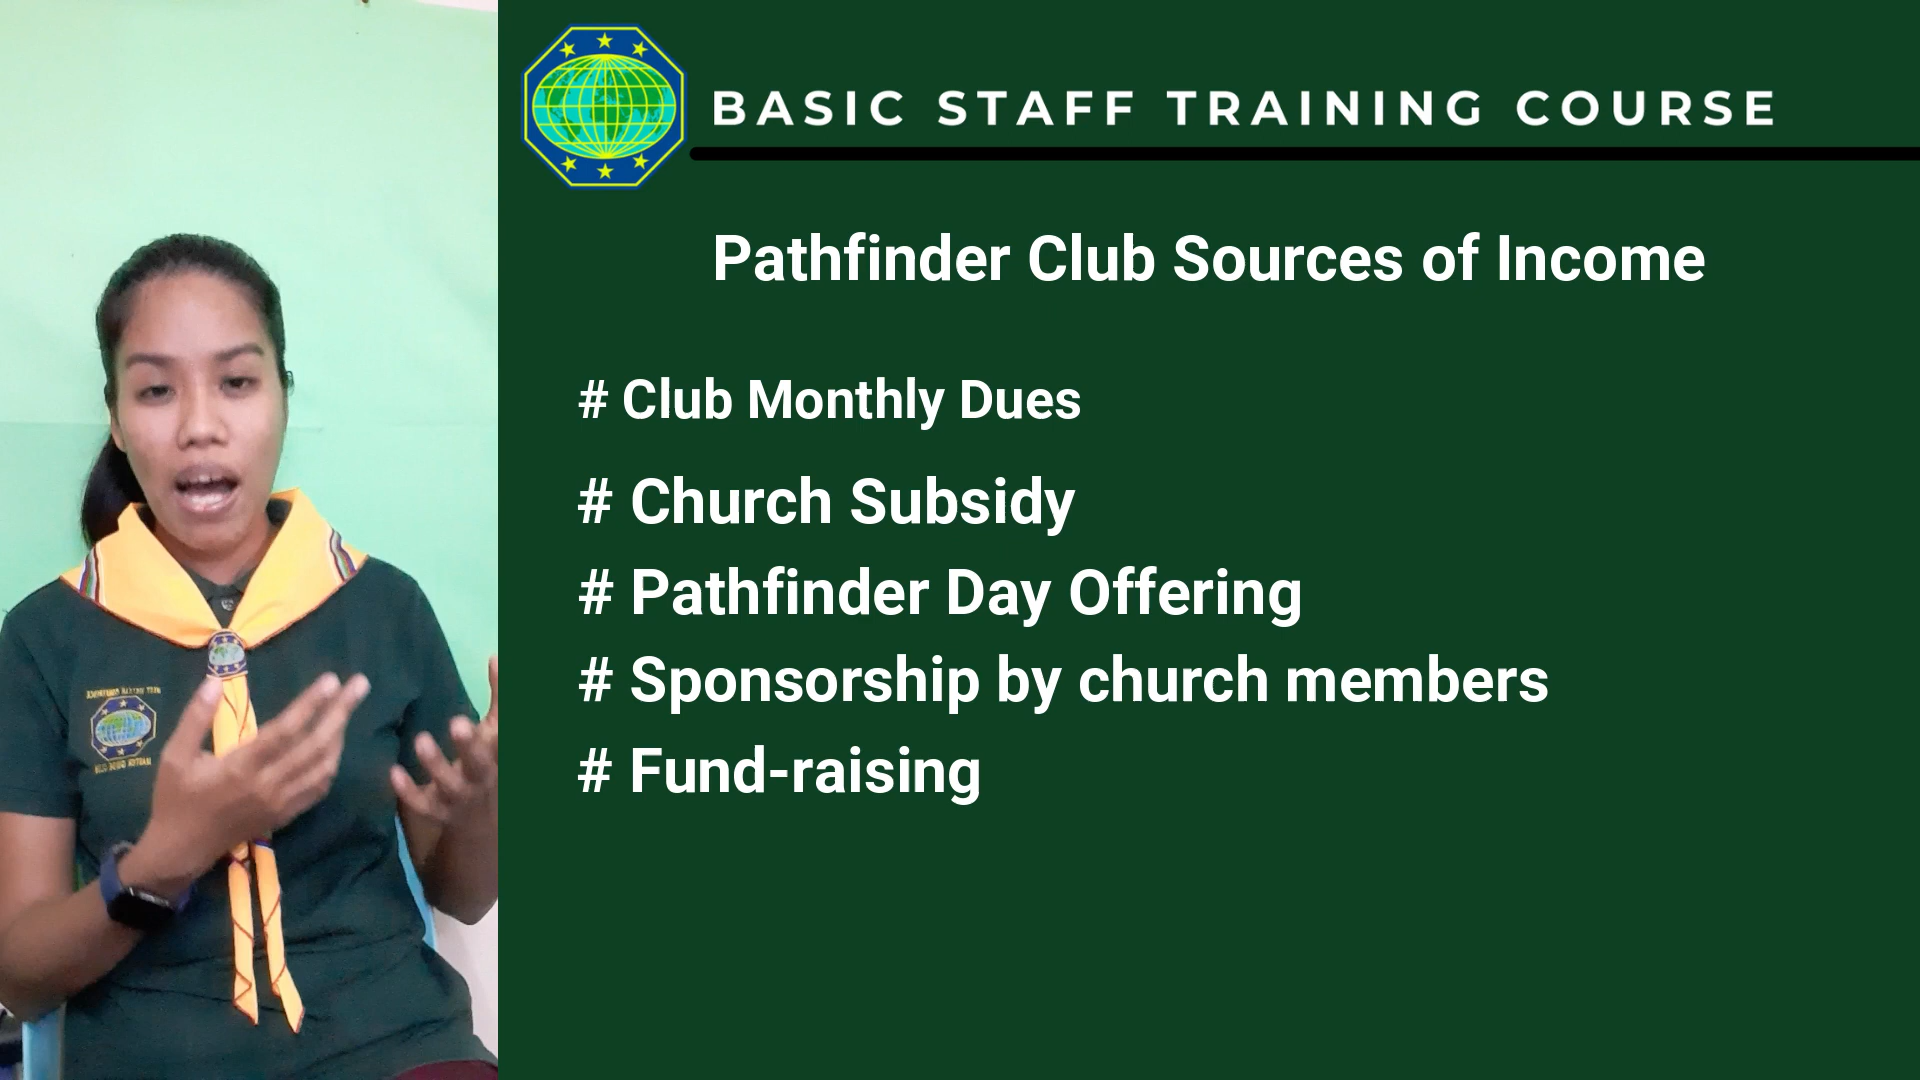 BASIC STAFF TRAINING COURSE
Pathfinder Club Sources of Income
# Club Monthly Dues
# Church Subsidy
# Pathfinder Day Offering
# Sponsorship by church members
# Fund-raising